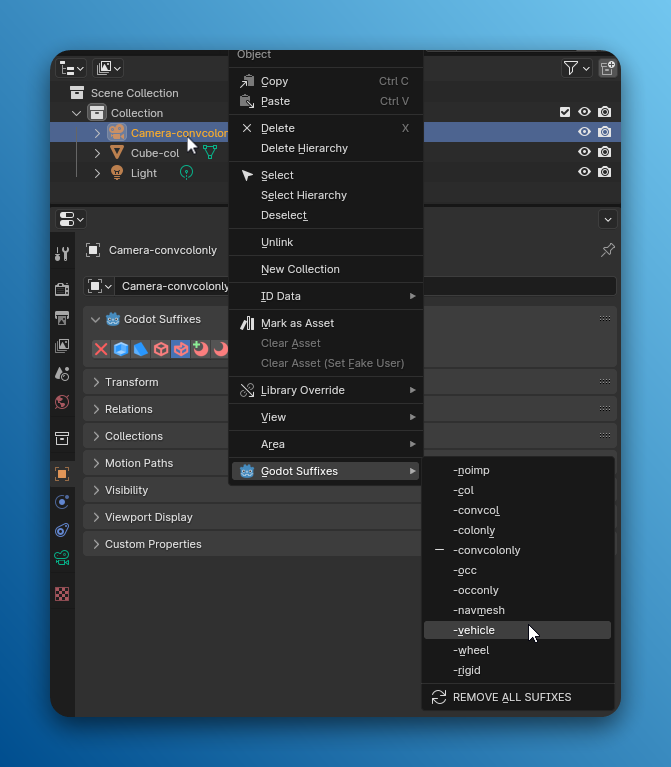 Object
Scene Collection
Collection
Camera-convcolor
Cube-col
Light
Copy Ctrl C
Paste Ctrl V
Delete X
Delete Hierarchy
Select
Select Hierarchy
Deselect
Unlink
New Collection
ID Data
Mark as Asset
Clear Asset
Clear Asset (Set Fake User)
Library Override
View
Area
Godot Suffixes
Camera-convcolonly
Camera-convcolonly
Godot Suffixes
Transform
Relations
Collections
Motion Paths
Visibility
Viewport Display
Custom Properties
-noimp
-col
-convcol
-colonly
-convcolonly
-occ
-occonly
-navmesh
-vehicle
-wheel
-rigid
REMOVE ALL SUFIXES